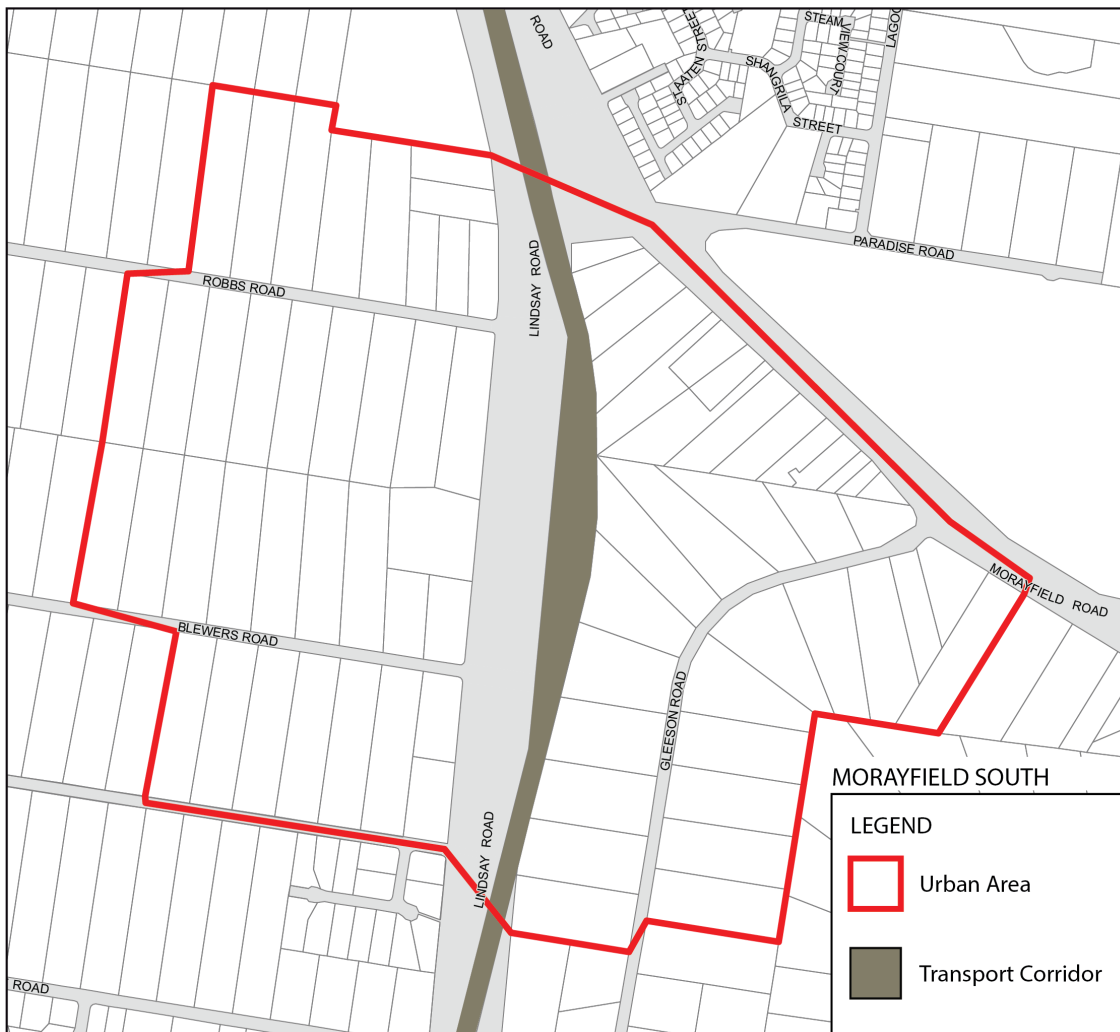 ROAD
STAATEN STREET
STEAM
VIEW COURT
LAGOO
SHANGRILA
STREET
PARADISE ROAD
ROBBS ROAD
LINDSAY ROAD
MORAYFIELD ROAD
BLEWERS ROAD
GLEESON ROAD
LINDSAY ROAD
ROAD
MORAYFIELD SOUTH
LEGEND
Urban Area
Transport Corridor